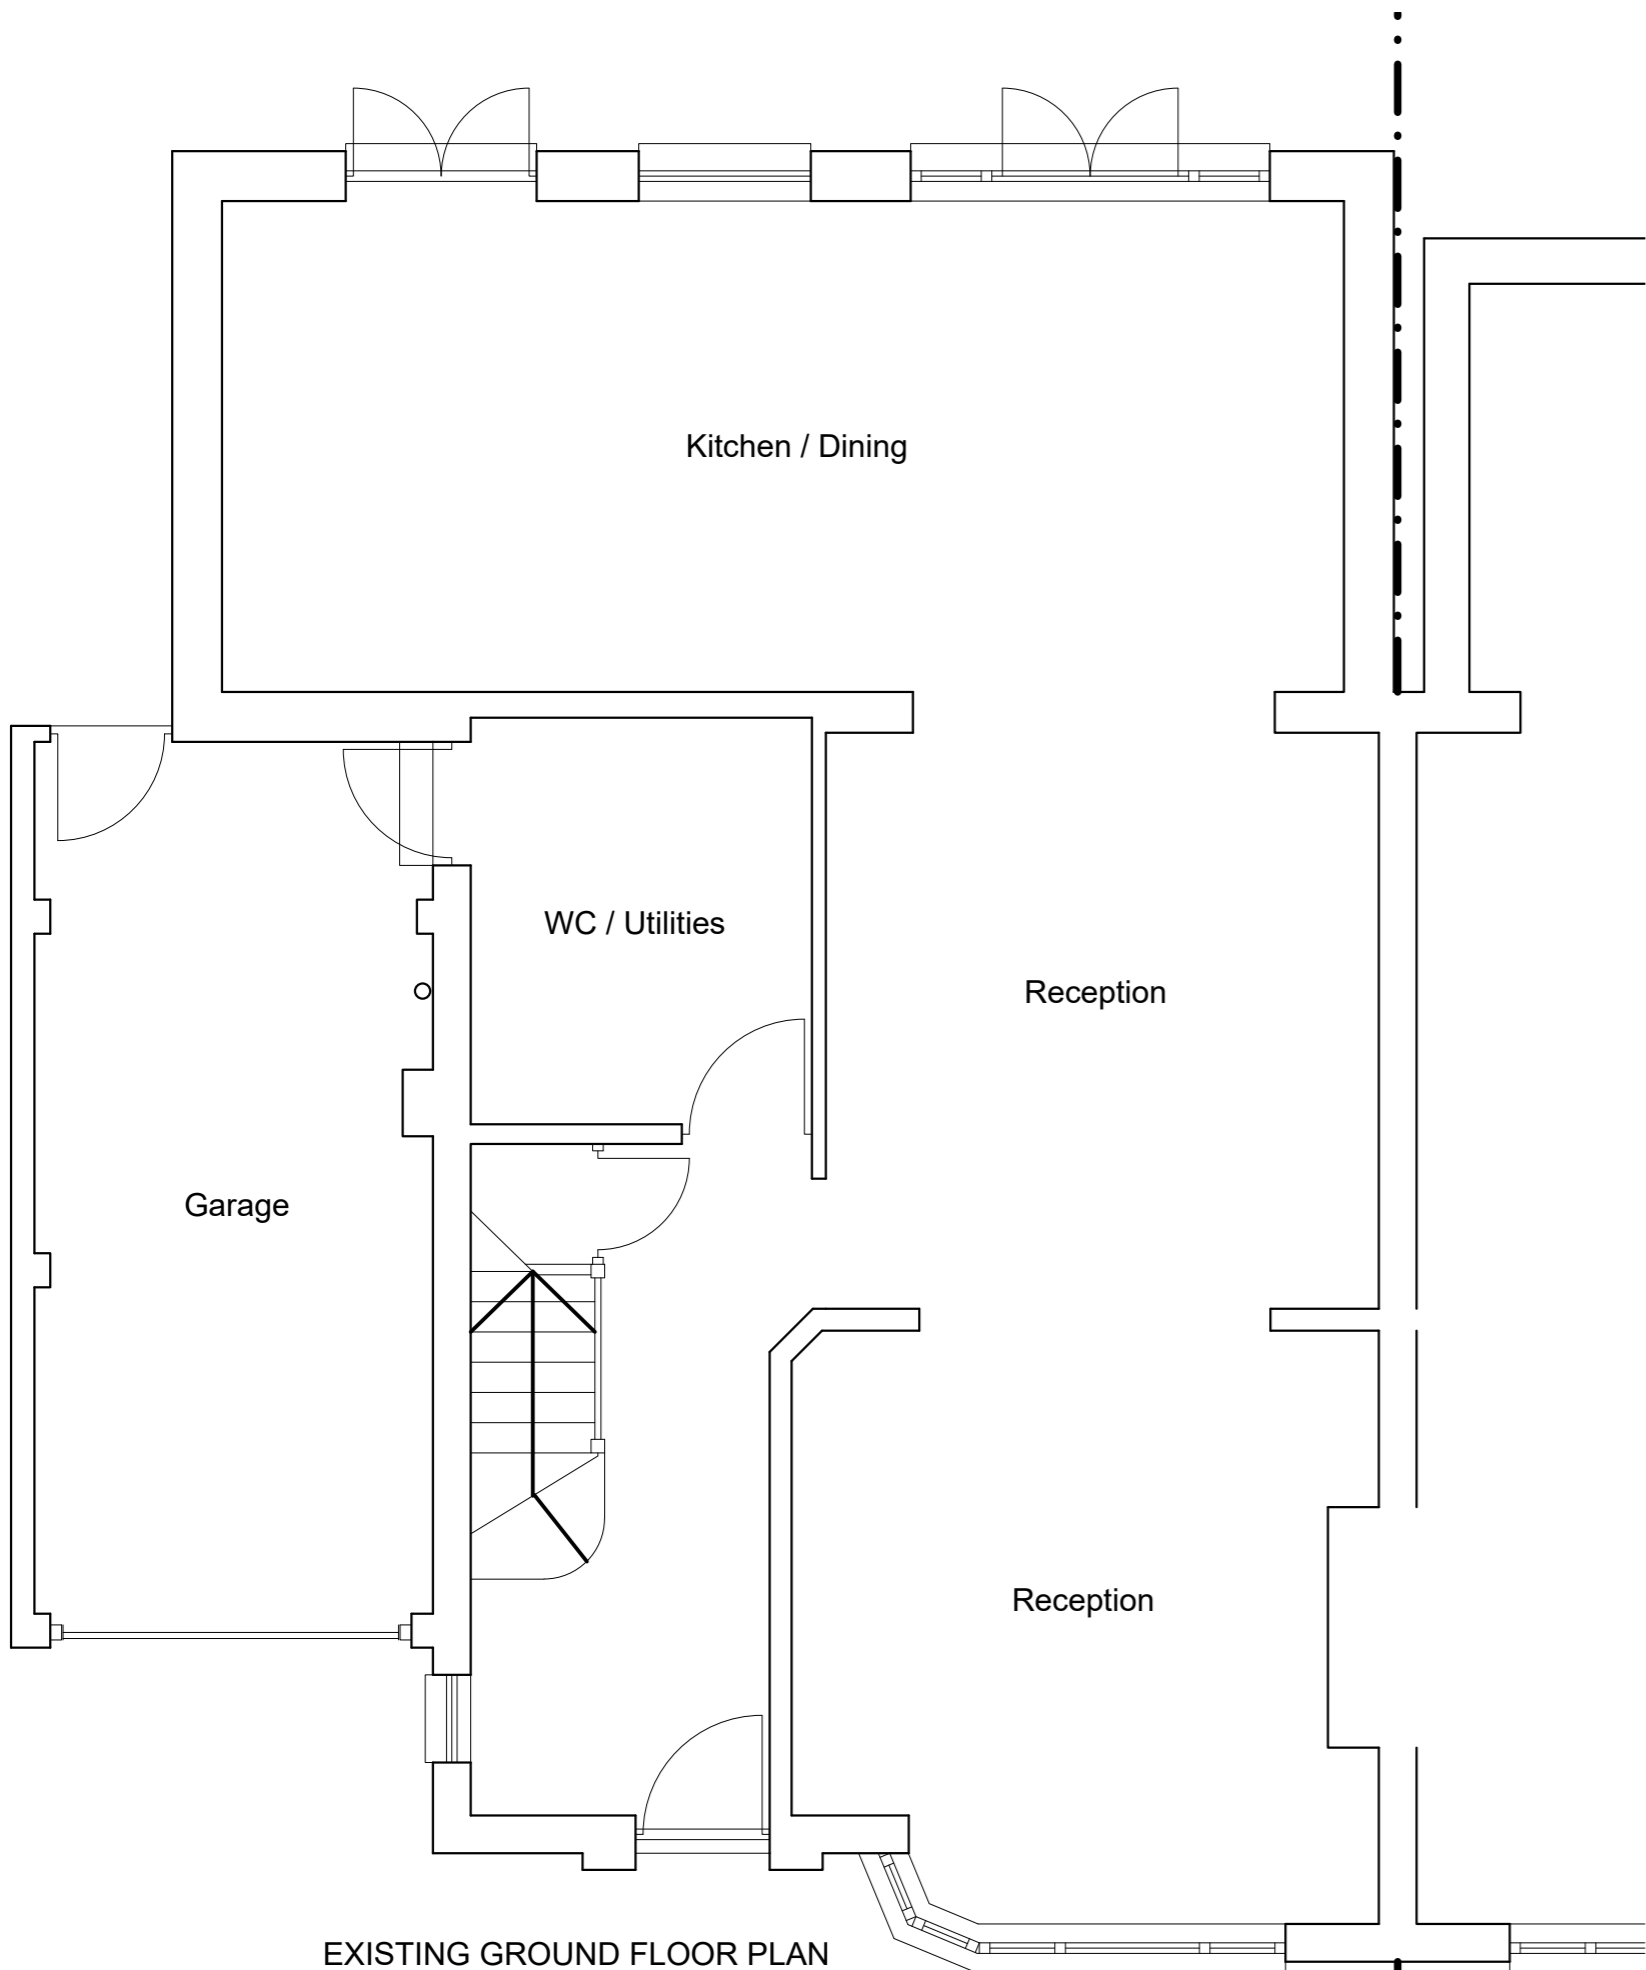 Kitchen / Dining
WC / Utilities
Reception
Garage
Reception
EXISTING GROUND FLOOR PLAN